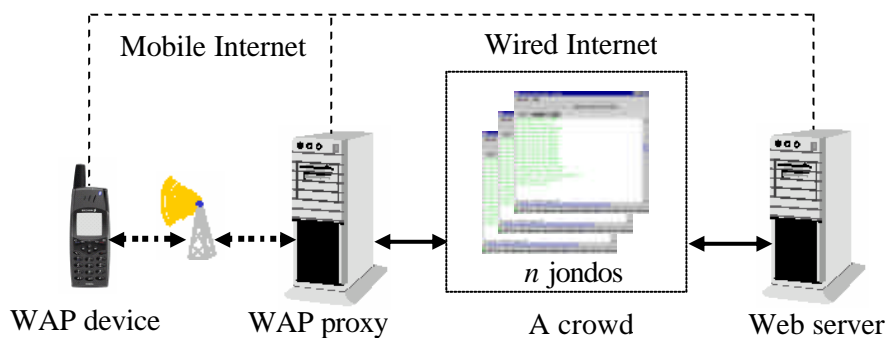 Mobile Internet
Wired Internet
n jondos
WAP device
WAP proxy
A crowd
Web server